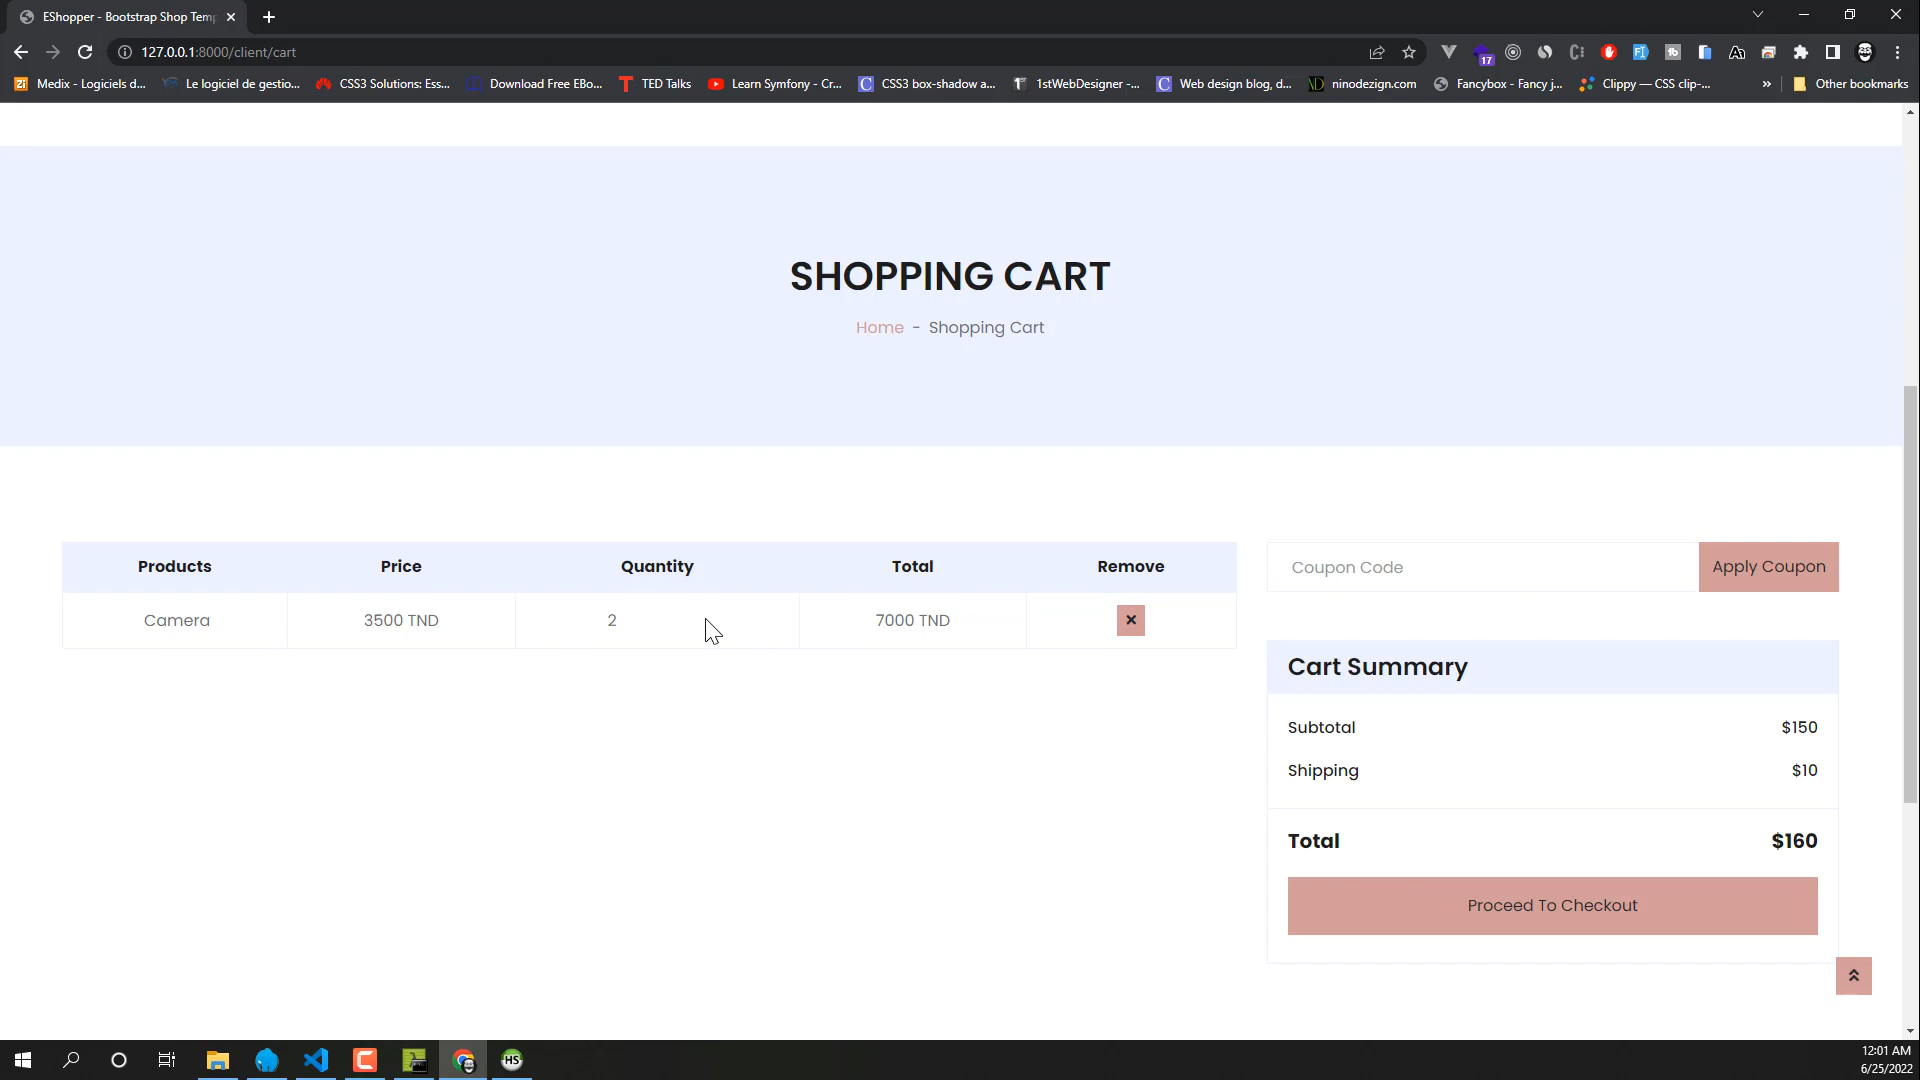 EShopper - Bootstrap Shop Temp
127.0.0.1:8000/client/cart
17
Medix - Logiciels d...
Le logiciel de gestio...
CSS3 Solutions: Ess...
Download Free EBo...
TED Talks
Learn Symfony - Cr...
CSS3 box-shadow a...
1stWebDesigner -...
Web design blog, d...
ninodezign.com
Fancybox - Fancy j...
Clippy — CSS clip-...
»
Other bookmarks
SHOPPING CART
Home - Shopping Cart
Products Price Quantity Total Remove
Camera 3500 TND 2 7000 TND
Coupon Code
Apply Coupon
Cart Summary
Subtotal $150
Shipping $10
Total $160
Proceed To Checkout
HS
12:01 AM
6/25/2022